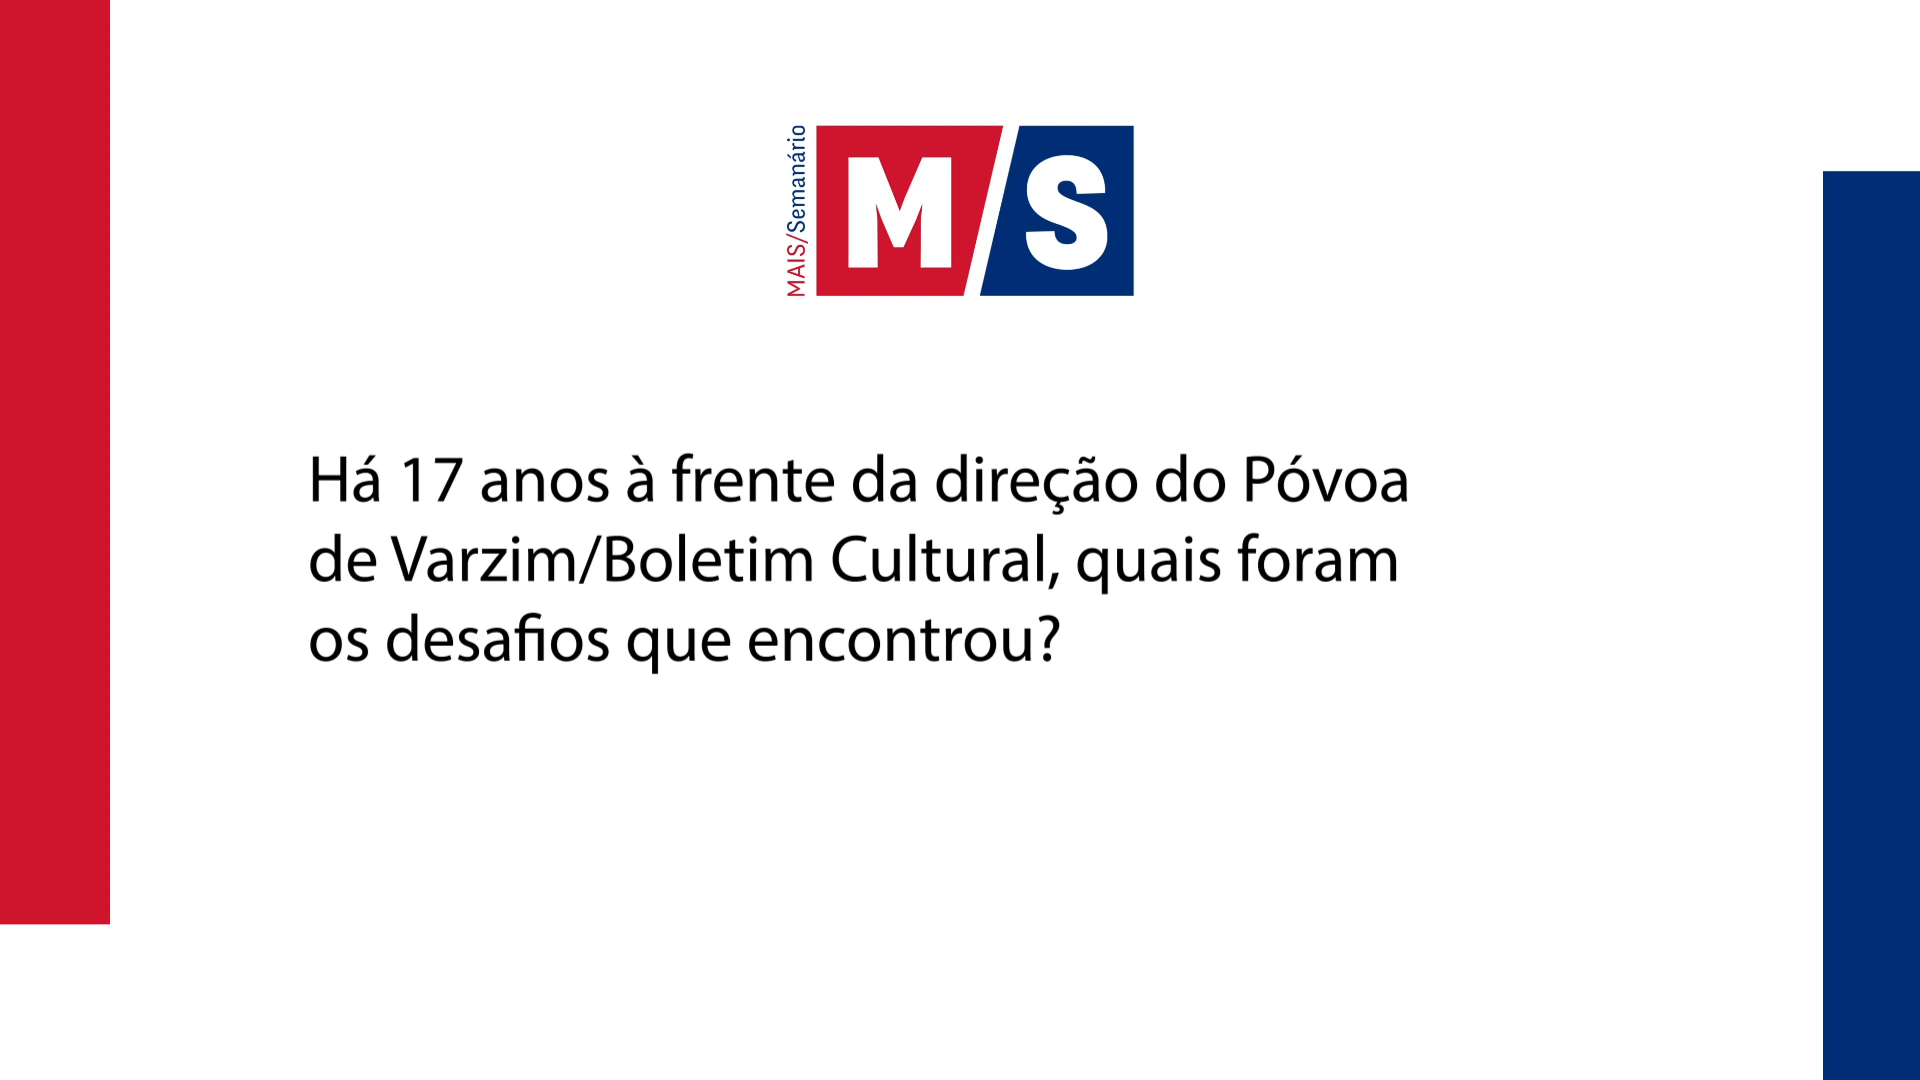 MAIS/Semanário
M/S
Há 17 anos à frente da direção do Póvoa
de Varzim/Boletim Cultural, quais foram
os desafios que encontrou?